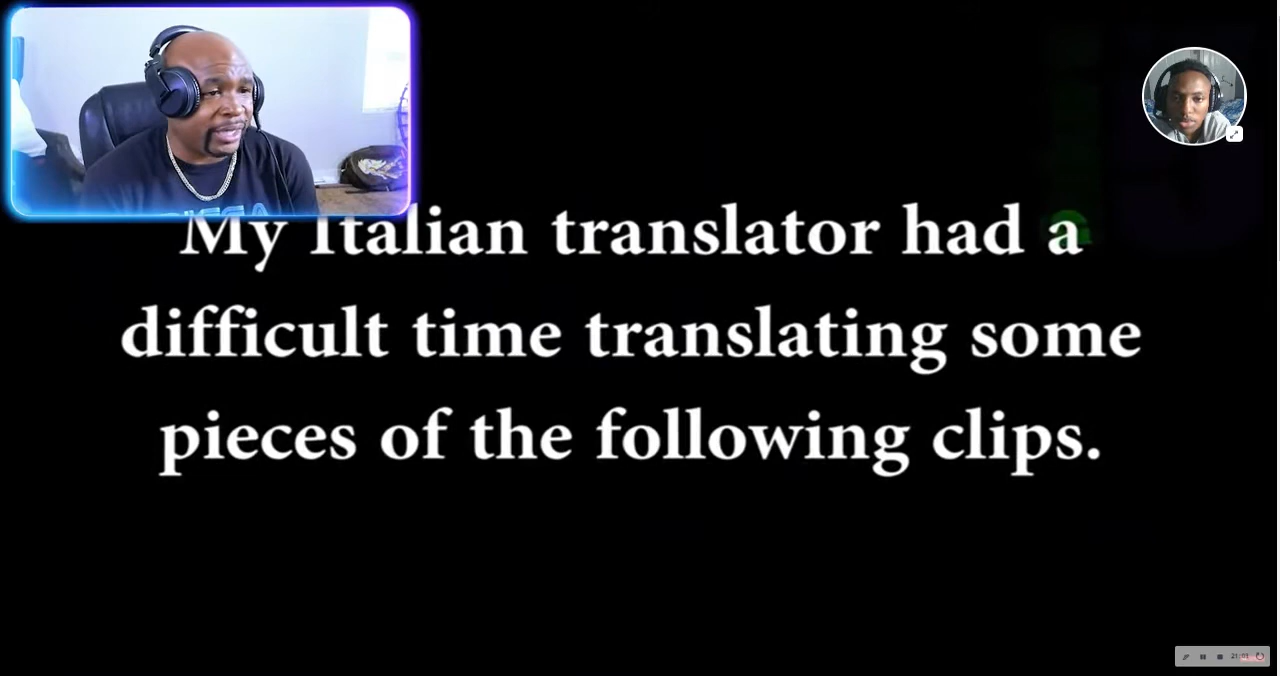 My Italian translator had a
difficult time translating some
pieces of the following clips.